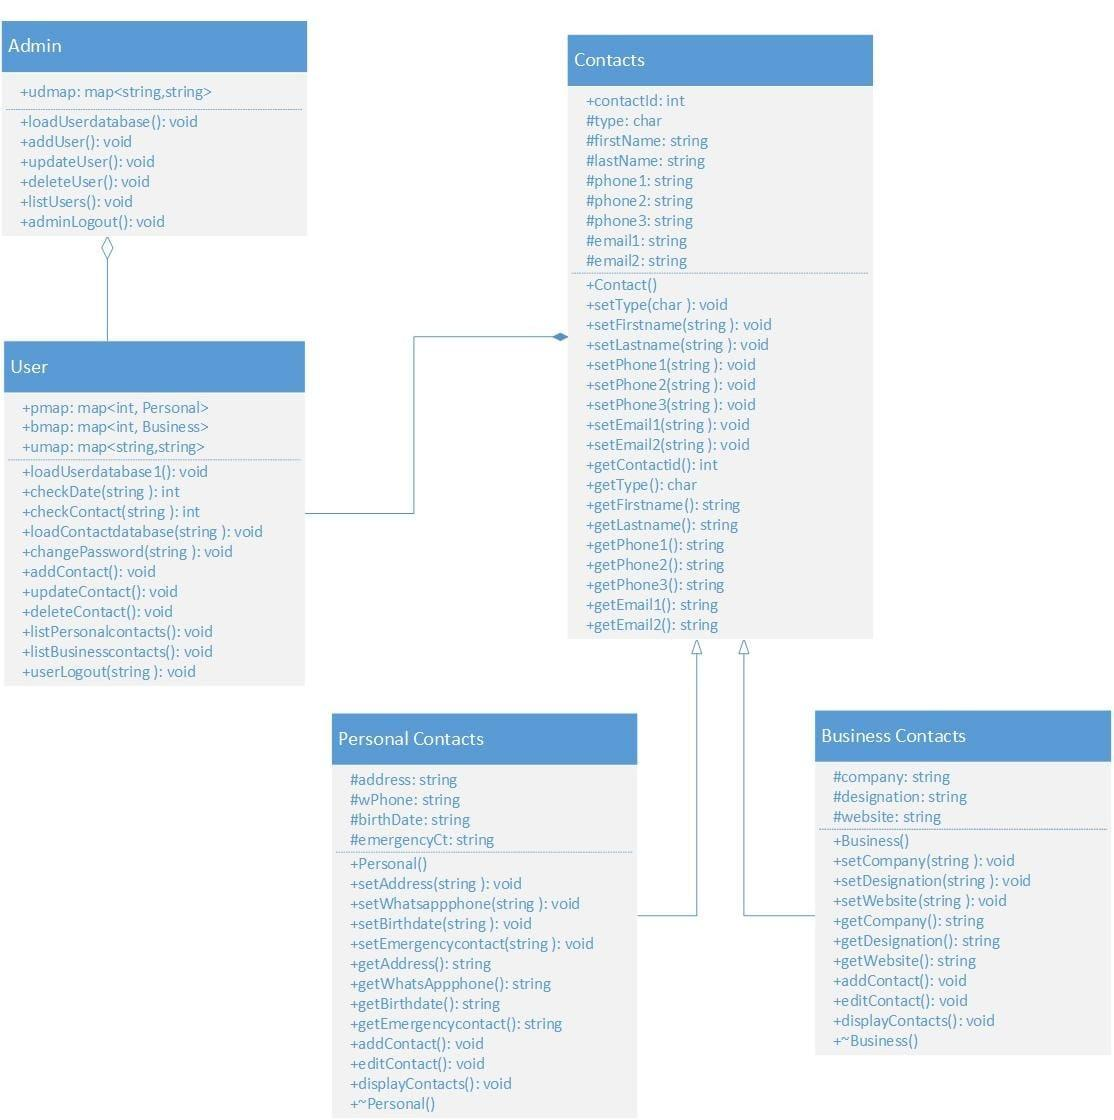 Admin
+udmap: map<string,string>
+loadUserdatabase(): void
+addUser(): void
+updateUser(): void
+deleteUser(): void
+listUsers(): void
+adminLogout(): void
Contacts
+contactId: int
#type: char
#firstName: string
#lastName: string
#phone1: string
#phone2: string
#phone3: string
#email1: string
#email2: string
+Contact()
+setType(char ): void
+setFirstname(string ): void
+setLastname(string ): void
+setPhone1(string ): void
+setPhone2(string ): void
+setPhone3(string ): void
+setEmail1(string ): void
+setEmail2(string ): void
+getContactid(): int
+getType(): char
+getFirstname(): string
+getLastname(): string
+getPhone1(): string
+getPhone2(): string
+getPhone3(): string
+getEmail1(): string
+getEmail2(): string
User
+pmap: map<int, Personal>
+bmap: map<int, Business>
+umap: map<string,string>
+loadUserdatabase1(): void
+checkDate(string ): int
+checkContact(string ): int
+loadContactdatabase(string ): void
+changePassword(string ): void
+addContact(): void
+updateContact(): void
+deleteContact(): void
+listPersonalcontacts(): void
+listBusinesscontacts(): void
+userLogout(string ): void
Personal Contacts
#address: string
#wPhone: string
#birthDate: string
#emergencyCt: string
+Personal()
+setAddress(string ): void
+setWhatsappphone(string ): void
+setBirthdate(string ): void
+setEmergencycontact(string ): void
+getAddress(): string
+getWhatsAppphone(): string
+getBirthdate(): string
+getEmergencycontact(): string
+addContact(): void
+editContact(): void
+displayContacts(): void
+~Personal()
Business Contacts
#company: string
#designation: string
#website: string
+Business()
+setCompany(string ): void
+setDesignation(string ): void
+setWebsite(string ): void
+getCompany(): string
+getDesignation(): string
+getWebsite(): string
+addContact(): void
+editContact(): void
+displayContacts(): void
+~Business()